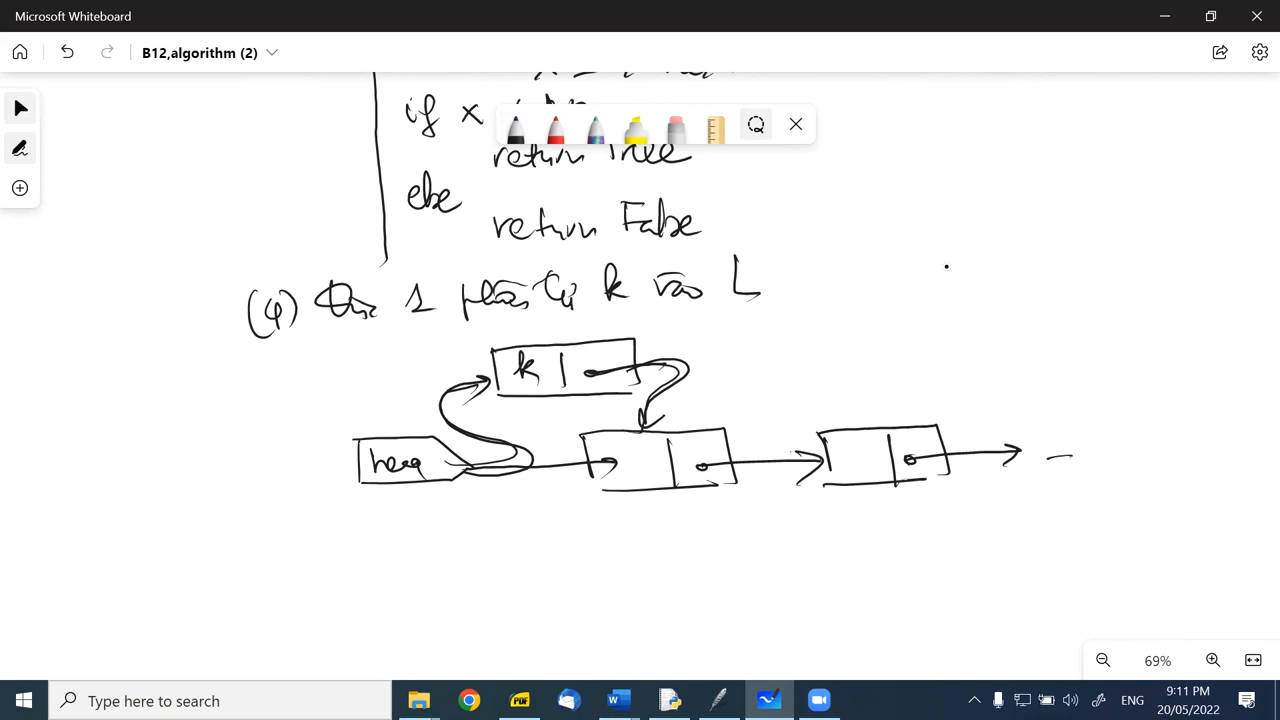 Microsoft Whiteboard
B12,algorithm (2)
if x
return True
else
return False
(4) thêm 1 phần tử k vào L
k
head
69%
Type here to search
ENG
9:11 PM
20/05/2022